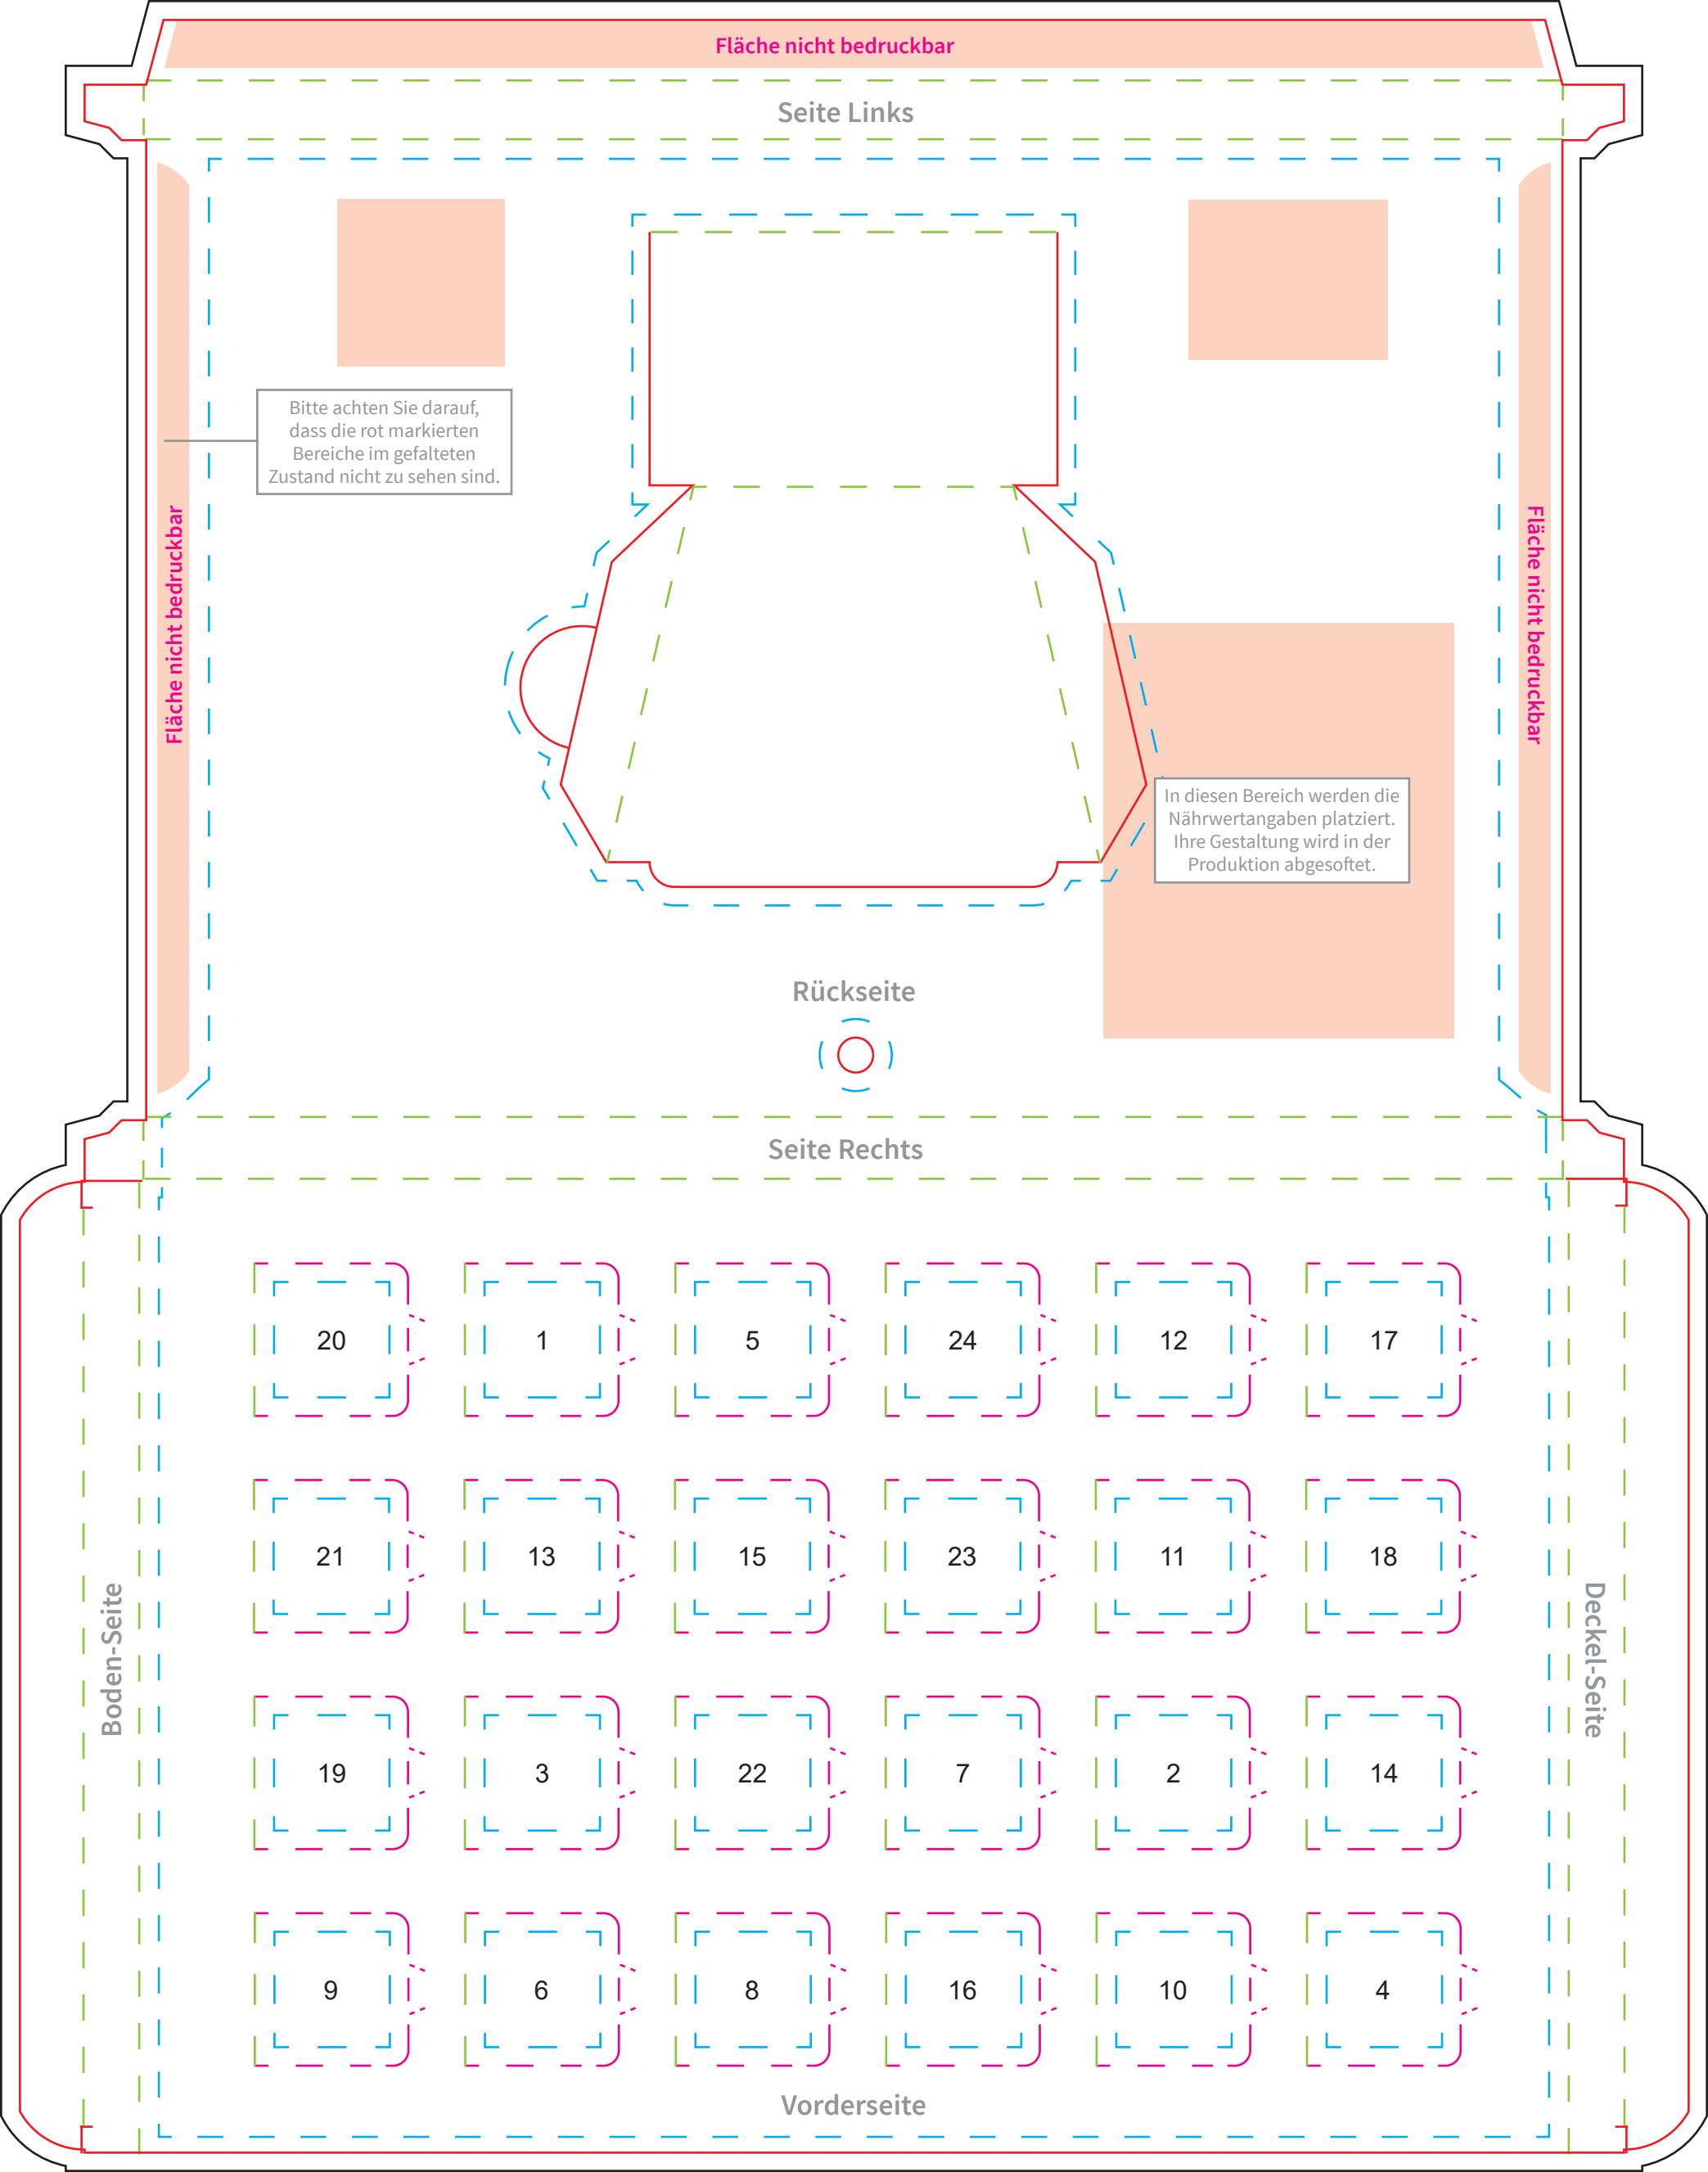 Fläche nicht bedruckbar
Seite Links
Bitte achten Sie darauf,
dass die rot markierten
Bereiche im gefalteten
Zustand nicht zu sehen sind.
Fläche nicht bedruckbar
Fläche nicht bedruckbar
In diesen Bereich werden die
Nährwertangaben platziert.
Ihre Gestaltung wird in der
Produktion abgesoftet.
Rückseite
Seite Rechts
20 1 5 24 12 17
21 13 15 23 11 18
Boden-Seite
Deckel-Seite
19 3 22 7 2 14
9 6 8 16 10 4
Vorderseite